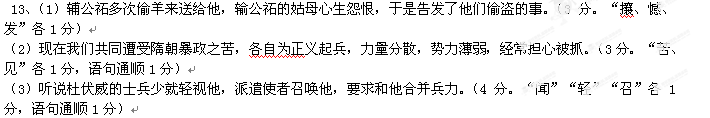 13、（1）辅公祏多次偷羊来送给他，输公祏的姑母心生怨恨，于是告发了他们偷盗的事。（3 分。“攘、憾、
发”各 1 分）
（2）现在我们共同遭受隋朝暴政之苦，各自为正义起兵，力量分散，势力薄弱，经常担心被抓。（3 分。“苦、
见”各 1 分，语句通顺 1 分）
（3）听说杜伏威的士兵少就轻视他，派遣使者召唤他，要求和他合并兵力。（4 分。“闻”“轻”“召”各 1
分，语句通顺 1 分）